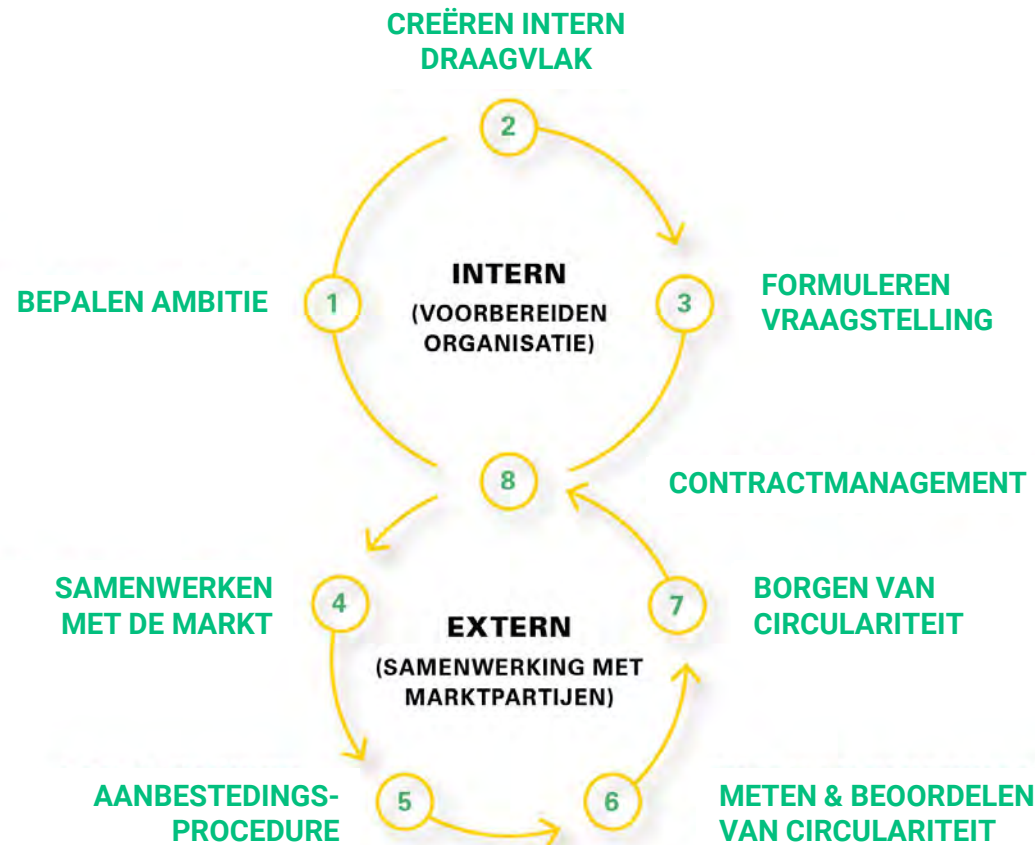 CREËREN INTERN
DRAAGVLAK
2
INTERN
(VOORBEREIDEN
ORGANISATIE)
BEPALEN AMBITIE
1
3
FORMULEREN
VRAAGSTELLING
8
CONTRACTMANAGEMENT
SAMENWERKEN
MET DE MARKT
4
EXTERN
(SAMENWERKING MET
MARKTPARTIJEN)
7
BORGEN VAN
CIRCULARITEIT
AANBESTEDINGS-
PROCEDURE
5
6
METEN & BEOORDELEN
VAN CIRCULARITEIT